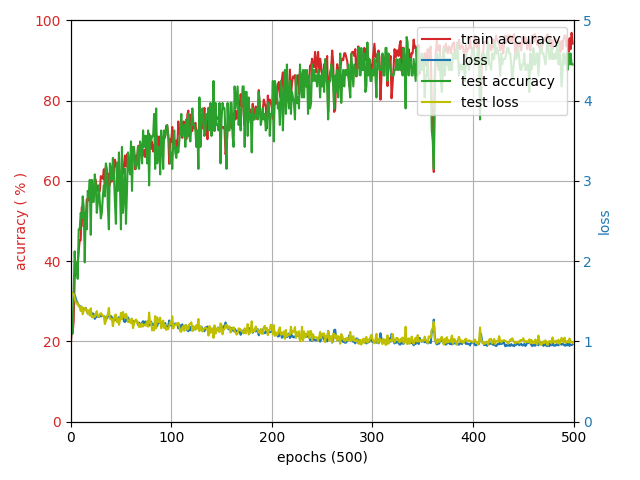 100
80
60
40
20
0
acurracy ( % )
0
100
200
300
400
500
epochs (500)
5
4
3
2
1
0
loss
train accuracy
loss
test accuracy
test loss